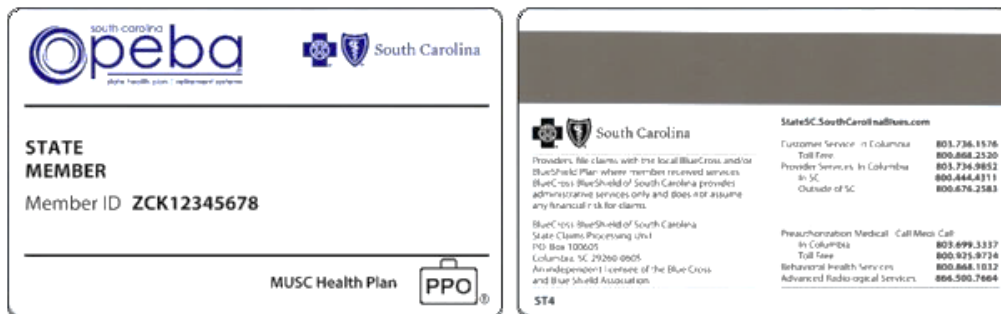 south carolina
peba
state health plan | retirement systems
South Carolina
STATE
MEMBER
Member ID ZCK12345678
MUSC Health Plan
PPO
®
South Carolina
Providers, file claims with the local BlueCross and/or
BlueShield Plan where member received services.
BlueCross BlueShield of South Carolina provides
administrative services only and does not assume
any financial risk for claims.
BlueCross BlueShield of South Carolina
State Claims Processing Unit
PO Box 100605
Columbia, SC 29260-0605
An independent licensee of the Blue Cross
and Blue Shield Association
ST4
StateSC.SouthCarolinaBlues.com
Customer Service In Columbia 803.736.1576
Toll Free 800.868.2520
Provider Services In Columbia 803.736.9852
In SC 800.444.4311
Outside of SC 800.676.2583
Preauthorization Medical Call Medi-Call
In Columbia 803.699.3337
Toll Free 800.925.9724
Behavioral Health Services 800.868.1032
Advanced Radiological Services 866.500.7664